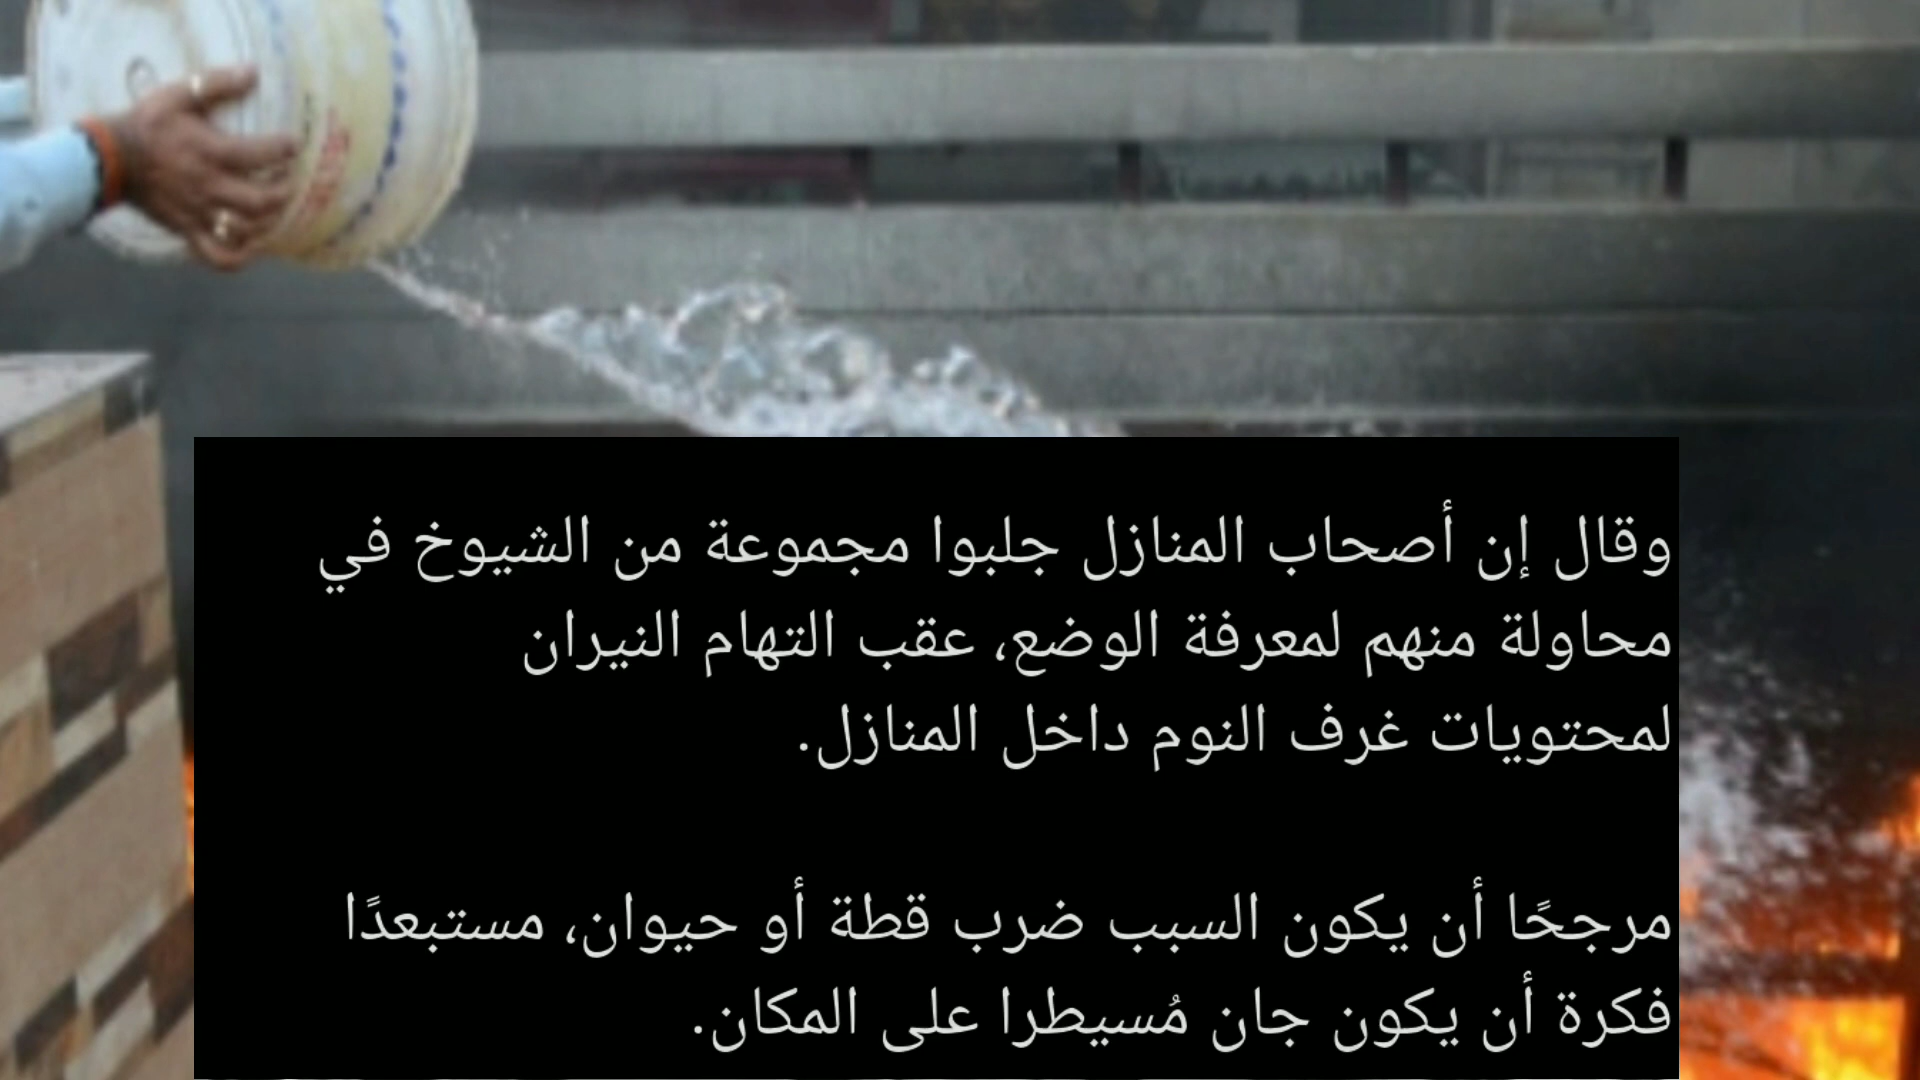 وقال إن أصحاب المنازل جلبوا مجموعة من الشيوخ في
محاولة منهم لمعرفة الوضع، عقب التهام النيران
لمحتويات غرف النوم داخل المنازل.
مرجحًا أن يكون السبب ضرب قطة أو حيوان، مستبعدًا
فكرة أن يكون جان مُسيطرا على المكان.